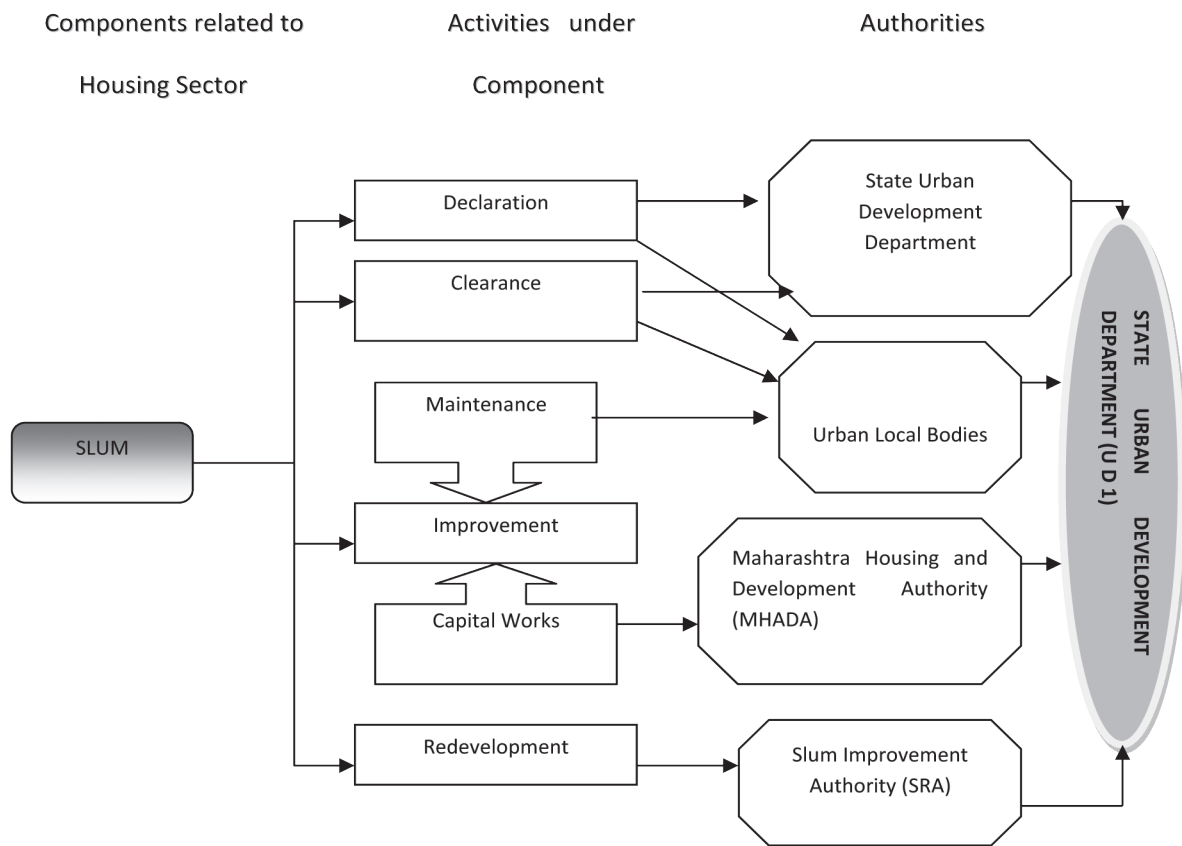 Components related to
Housing Sector
Activities under
Component
Authorities
SLUM
Declaration
Clearance
Maintenance
Improvement
Capital Works
Redevelopment
State Urban
Development
Department
Urban Local Bodies
Maharashtra Housing and
Development Authority
(MHADA)
Slum Improvement
Authority (SRA)
STATE URBAN DEVELOPMENT
DEPARTMENT (U D 1)